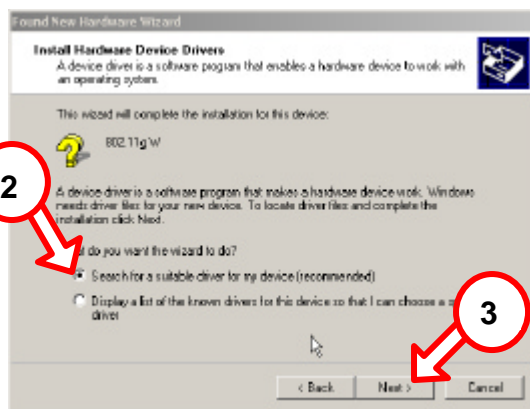 Found New Hardware Wizard
Install Hardware Device Drivers
A device driver is a software program that enables a hardware device to work with
an operating system.
This wizard will complete the installation for this device:
802.11g W
2
A device driver is a software program that makes a hardware device work. Windows
needs driver files for your new device. To locate driver files and complete the
installation click Next.
do you want the wizard to do?
Search for a suitable driver for my device (recommended)
Display a list of the known drivers for this device so that I can choose a
driver
3
< Back
Next >
Cancel